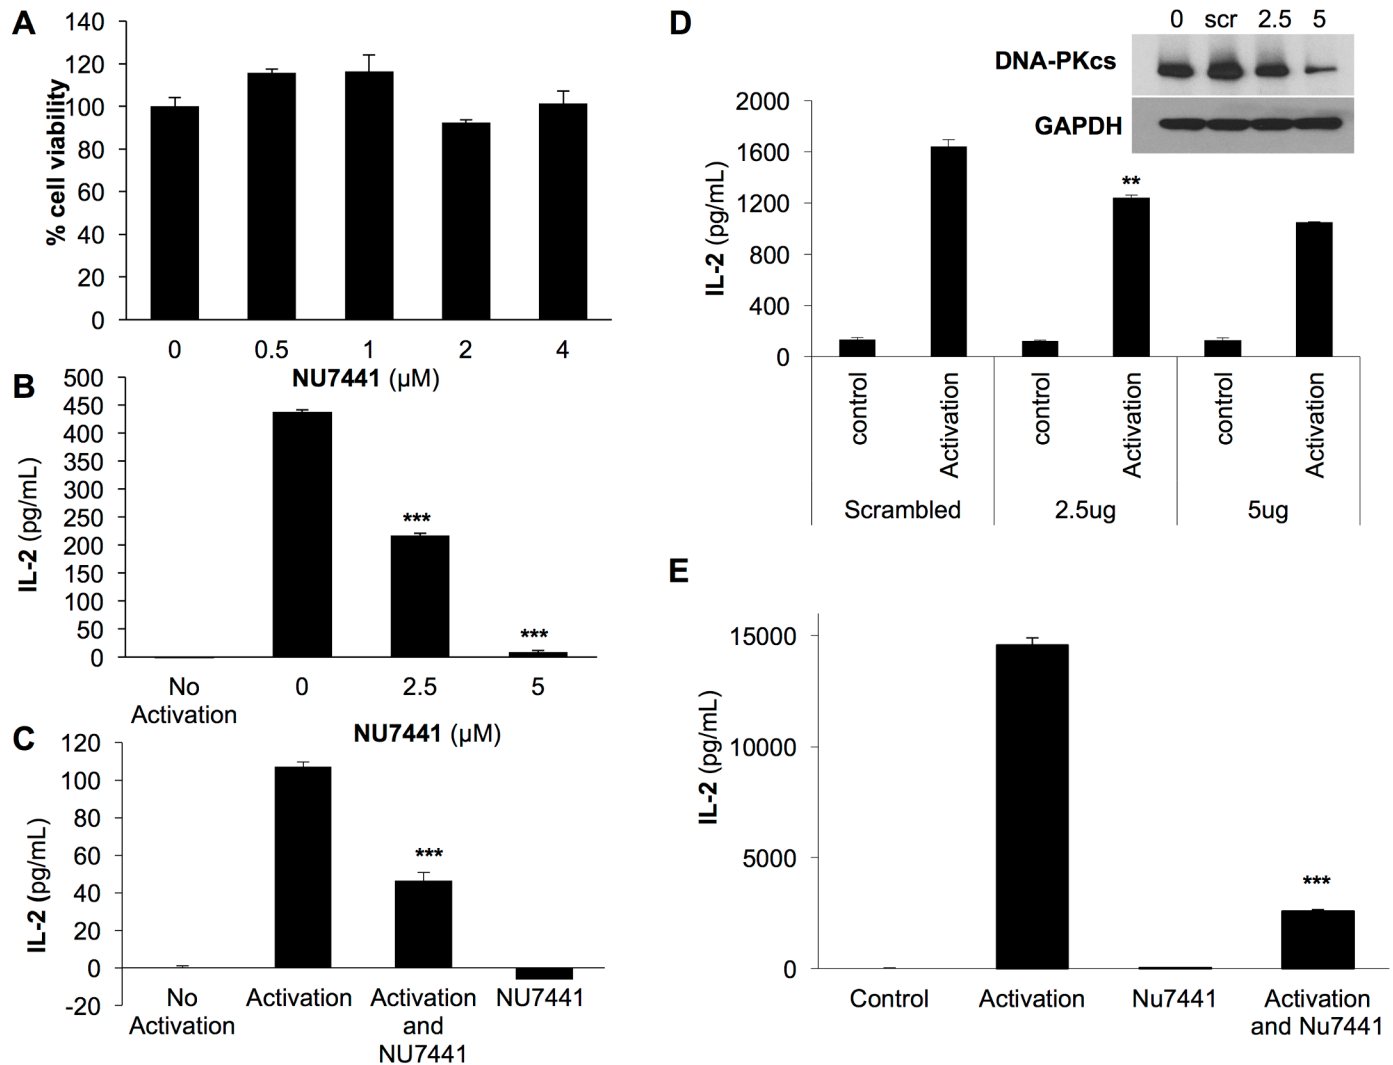 A
140
120
100
80
60
40
20
0
% cell viability
0 0.5 1 2 4
NU7441 (µM)
B
500
450
400
350
300
250
200
150
100
50
0
IL-2 (pg/mL)
***
***
No
Activation
0 2.5 5
NU7441 (µM)
C
120
100
80
60
40
20
0
-20
IL-2 (pg/mL)
***
No
Activation
Activation
Activation
and
NU7441
NU7441
D
0 scr 2.5 5
DNA-PKcs
GAPDH
2000
1600
1200
800
400
0
IL-2 (pg/mL)
**
control
Activation
control
Activation
control
Activation
Scrambled 2.5ug 5ug
E
15000
10000
5000
0
IL-2 (pg/mL)
***
Control
Activation
Nu7441
Activation
and Nu7441